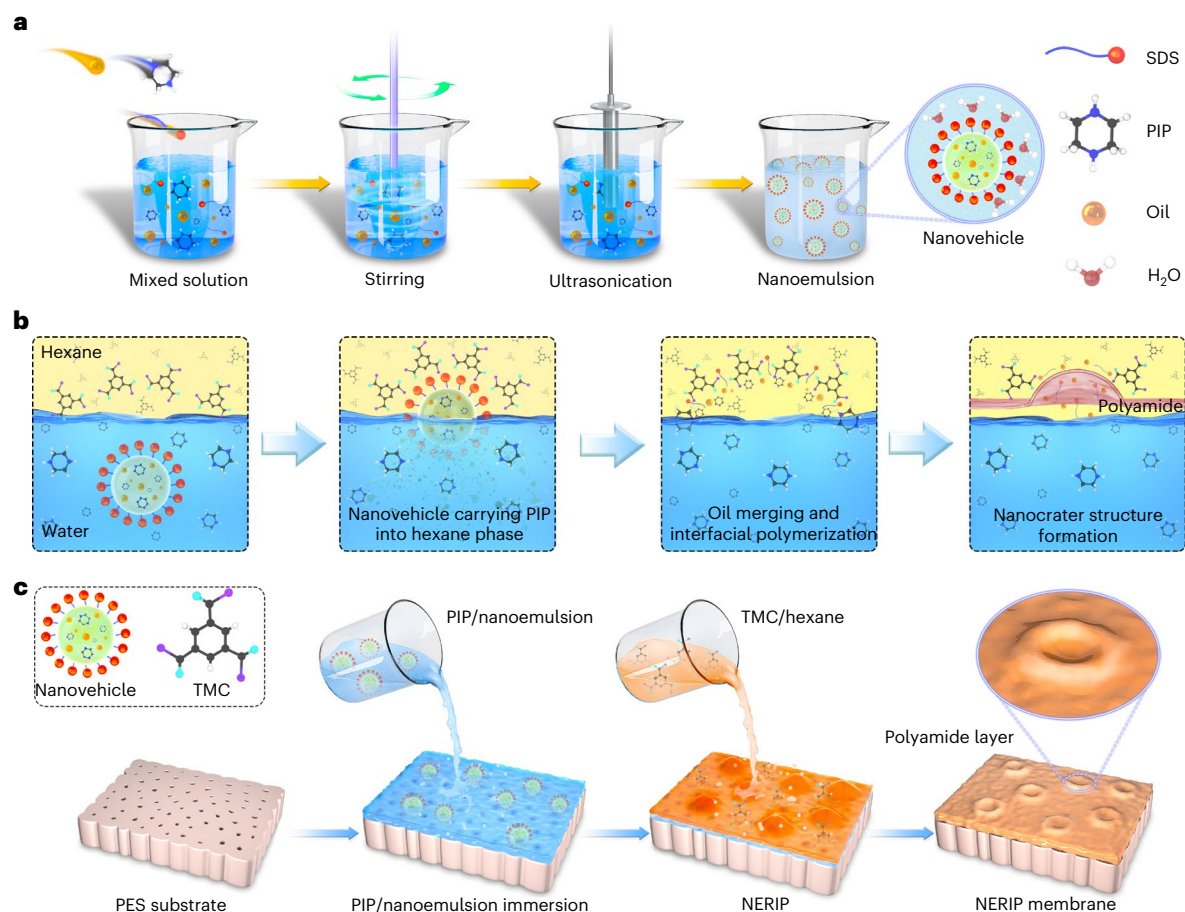 a
SDS
PIP
Oil
H₂O
Mixed solution
Stirring
Ultrasonication
Nanoemulsion
Nanovehicle
b
Hexane
Water
Nanovehicle carrying PIP
into hexane phase
Oil merging and
interfacial polymerization
Polyamide
Nanocrater structure
formation
c
Nanovehicle
TMC
PIP/nanoemulsion
TMC/hexane
Polyamide layer
PES substrate
PIP/nanoemulsion immersion
NERIP
NERIP membrane